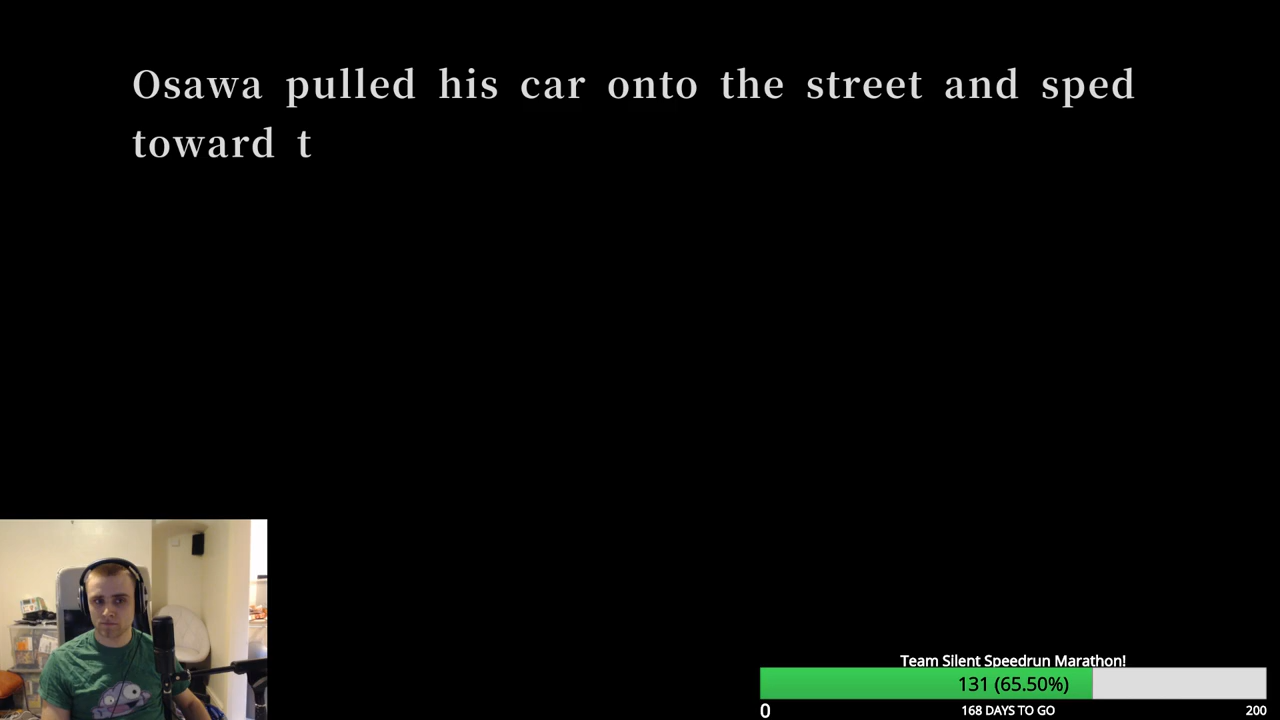 Osawa pulled his car onto the street and sped
toward t
Team Silent Speedrun Marathon!
131 (65.50%)
0
168 DAYS TO GO
200